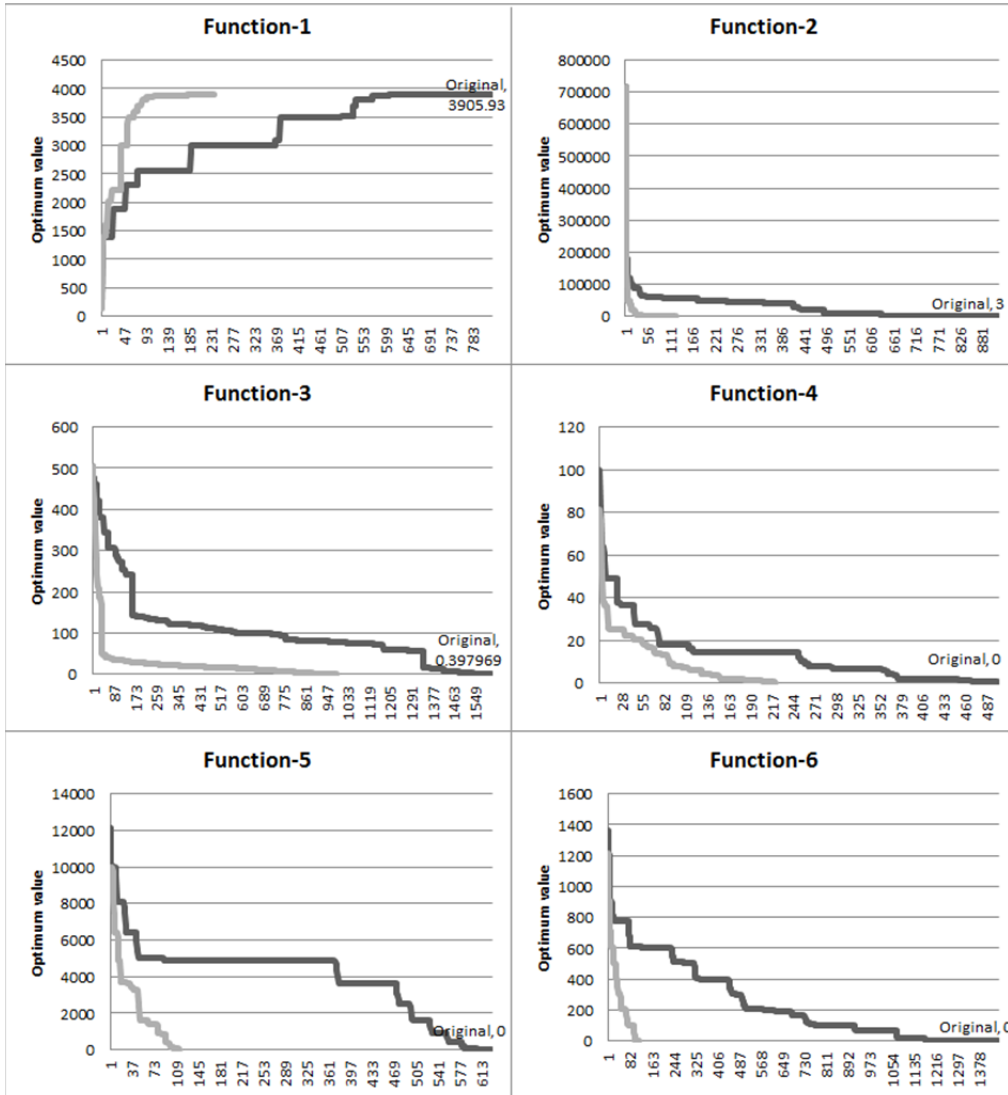 Function-1
Optimum value
4500
4000
3500
3000
2500
2000
1500
1000
500
0
Original,
3905.93
1 47 93 139 185 231 277 323 369 415 461 507 553 599 645 691 737 783
Function-2
Optimum value
800000
700000
600000
500000
400000
300000
200000
100000
0
Original, 3
1 56 111 166 221 276 331 386 441 496 551 606 661 716 771 826 881
Function-3
Optimum value
600
500
400
300
200
100
0
Original,
0.397969
1 87 173 259 345 431 517 603 689 775 861 947 1033 1119 1205 1291 1377 1463 1549
Function-4
Optimum value
120
100
80
60
40
20
0
Original, 0
1 28 55 82 109 136 163 190 217 244 271 298 325 352 379 406 433 460 487
Function-5
Optimum value
14000
12000
10000
8000
6000
4000
2000
0
Original, 0
1 37 73 109 145 181 217 253 289 325 361 397 433 469 505 541 577 613
Function-6
Optimum value
1600
1400
1200
1000
800
600
400
200
0
Original, 0
1 82 163 244 325 406 487 568 649 730 811 892 973 1054 1135 1216 1297 1378